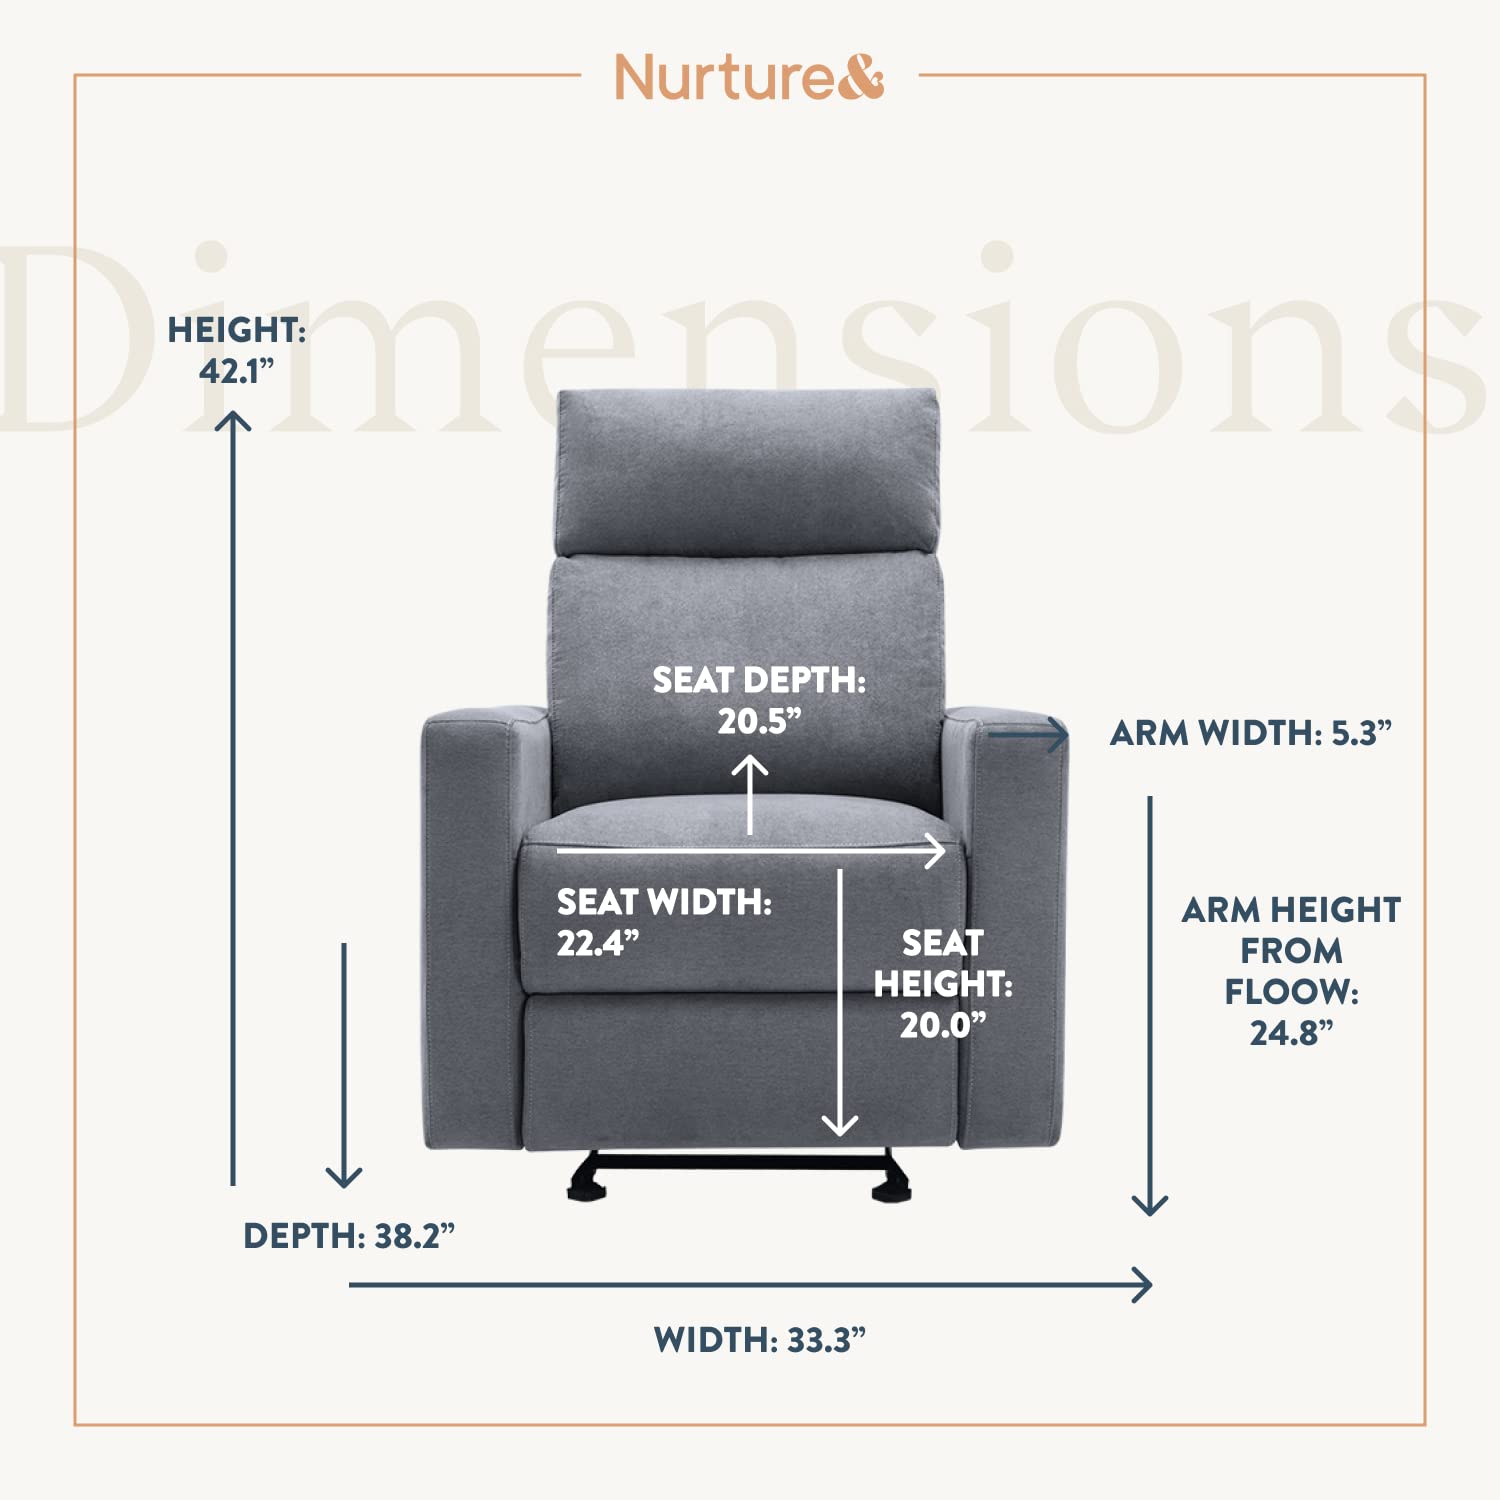 Nurture&
Dimensions
HEIGHT:
42.1”
SEAT DEPTH:
20.5”
ARM WIDTH: 5.3”
SEAT WIDTH:
22.4”
SEAT
HEIGHT:
20.0”
ARM HEIGHT
FROM
FLOOW:
24.8”
DEPTH: 38.2”
WIDTH: 33.3”